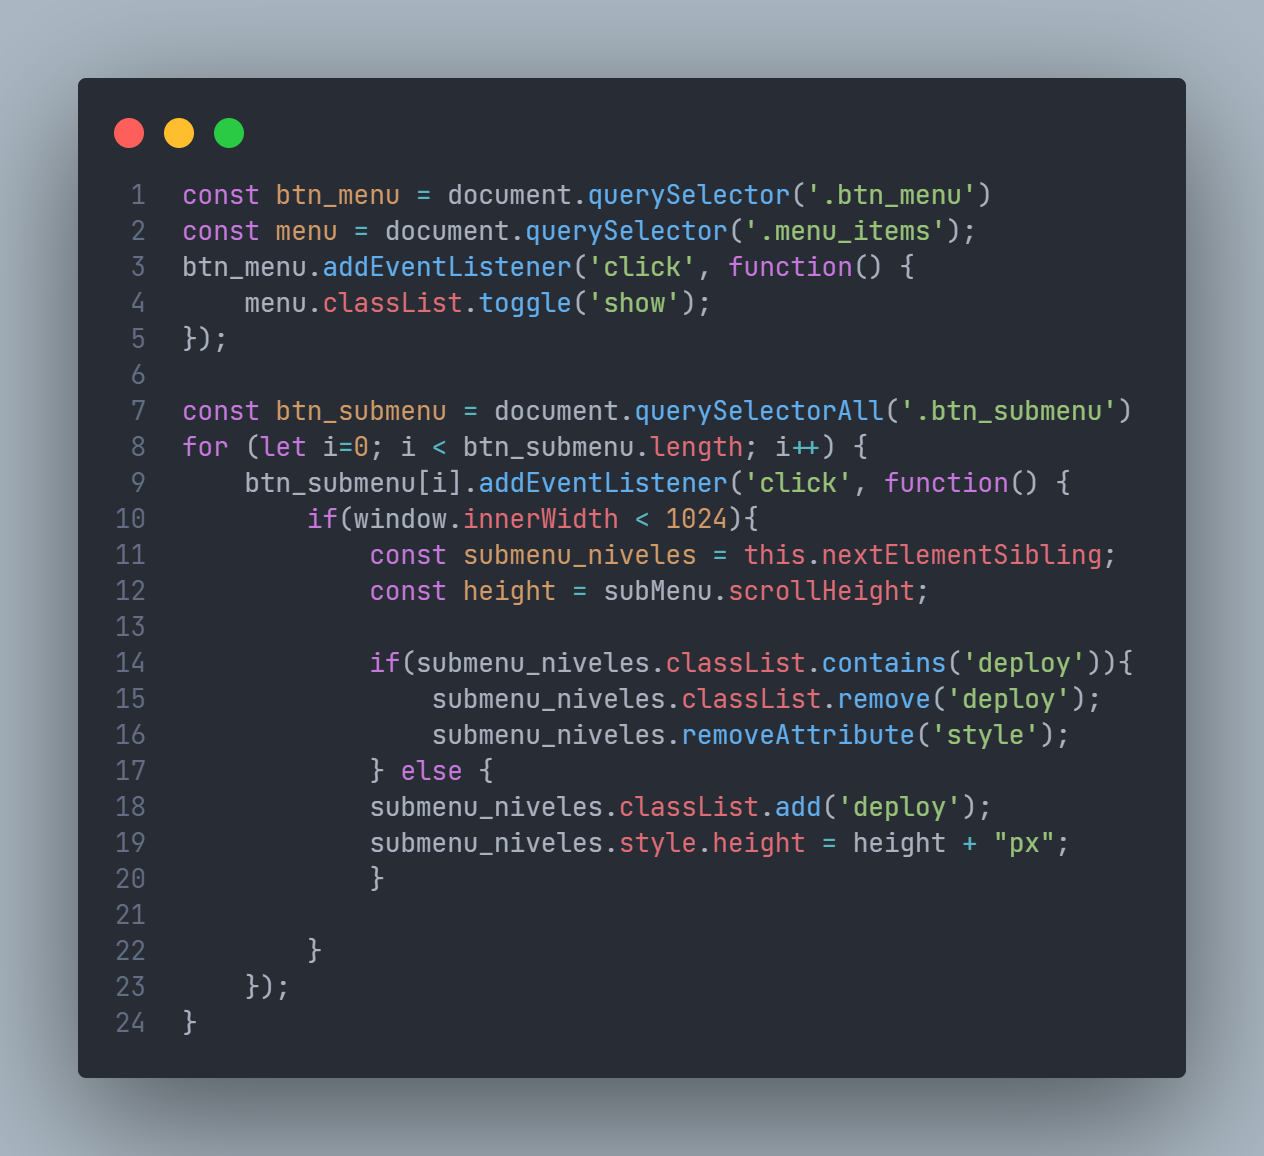 1 const btn_menu = document.querySelector('.btn_menu')
2 const menu = document.querySelector('.menu_items');
3 btn_menu.addEventListener('click', function() {
4     menu.classList.toggle('show');
5 });
6
7 const btn_submenu = document.querySelectorAll('.btn_submenu')
8 for (let i=0; i < btn_submenu.length; i++) {
9     btn_submenu[i].addEventListener('click', function() {
10         if(window.innerWidth < 1024){
11             const submenu_niveles = this.nextElementSibling;
12             const height = subMenu.scrollHeight;
13
14             if(submenu_niveles.classList.contains('deploy')){
15                 submenu_niveles.classList.remove('deploy');
16                 submenu_niveles.removeAttribute('style');
17             } else {
18             submenu_niveles.classList.add('deploy');
19             submenu_niveles.style.height = height + "px";
20             }
21
22         }
23     });
24 }